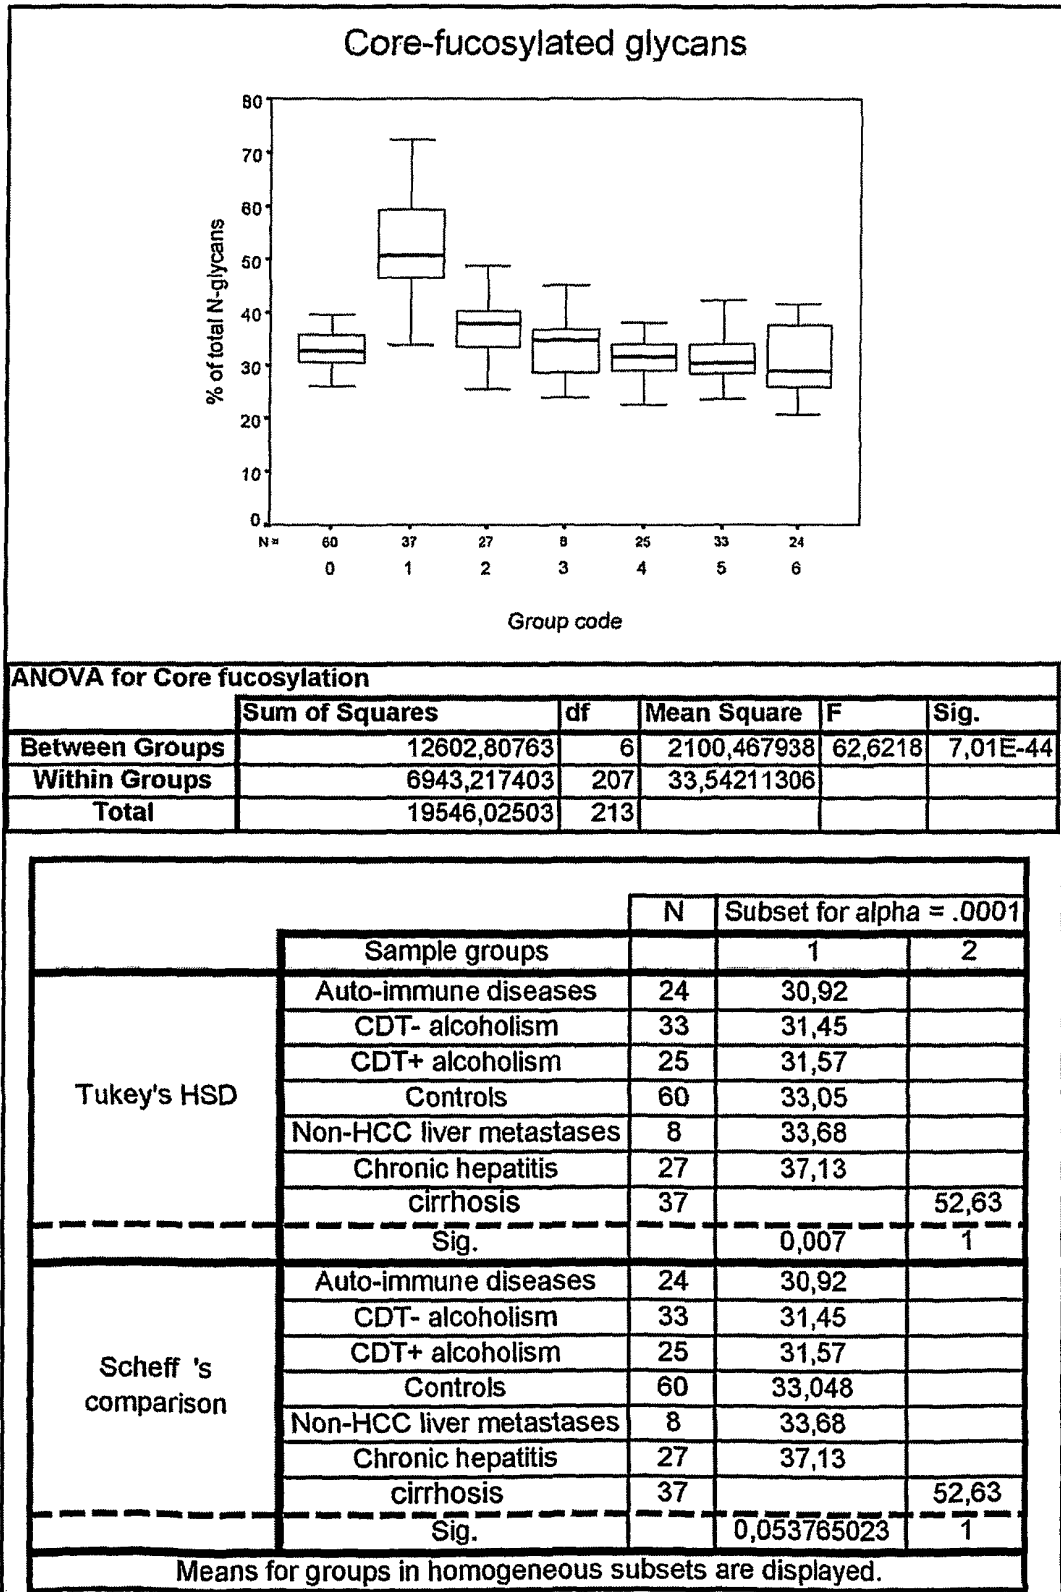 Core-fucosylated glycans
% of total N-glycans
80
70
60
50
40
30
20
10
0
N = 60 37 27 8 25 33 24
0 1 2 3 4 5 6
Group code
ANOVA for Core fucosylation
Sum of Squares df Mean Square F Sig.
Between Groups 12602,80763 6 2100,467938 62,6218 7,01E-44
Within Groups 6943,217403 207 33,54211306
Total 19546,02503 213
N Subset for alpha = .0001
Sample groups 1 2
Tukey's HSD
Auto-immune diseases 24 30,92
CDT- alcoholism 33 31,45
CDT+ alcoholism 25 31,57
Controls 60 33,05
Non-HCC liver metastases 8 33,68
Chronic hepatitis 27 37,13
cirrhosis 37 52,63
Sig. 0,007 1
Scheff 's
comparison
Auto-immune diseases 24 30,92
CDT- alcoholism 33 31,45
CDT+ alcoholism 25 31,57
Controls 60 33,048
Non-HCC liver metastases 8 33,68
Chronic hepatitis 27 37,13
cirrhosis 37 52,63
Sig. 0,053765023 1
Means for groups in homogeneous subsets are displayed.